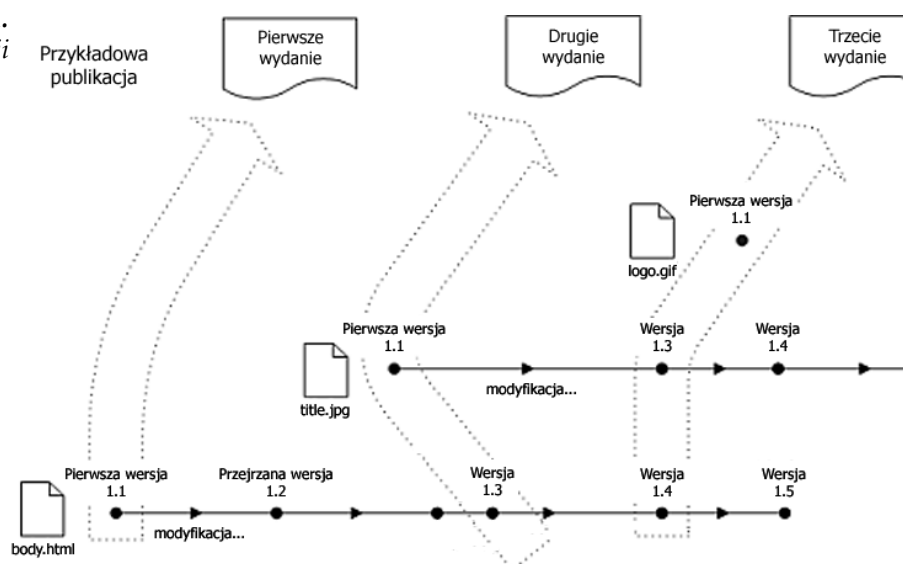 i
Przykładowa
publikacja
Pierwsze
wydanie
Drugie
wydanie
Trzecie
wydanie
Pierwsza wersja
1.1
logo.gif
Pierwsza wersja
1.1
Wersja
1.3
Wersja
1.4
title.jpg
modyfikacja...
Pierwsza wersja
1.1
Przejrzana wersja
1.2
Wersja
1.3
Wersja
1.4
Wersja
1.5
body.html
modyfikacja...